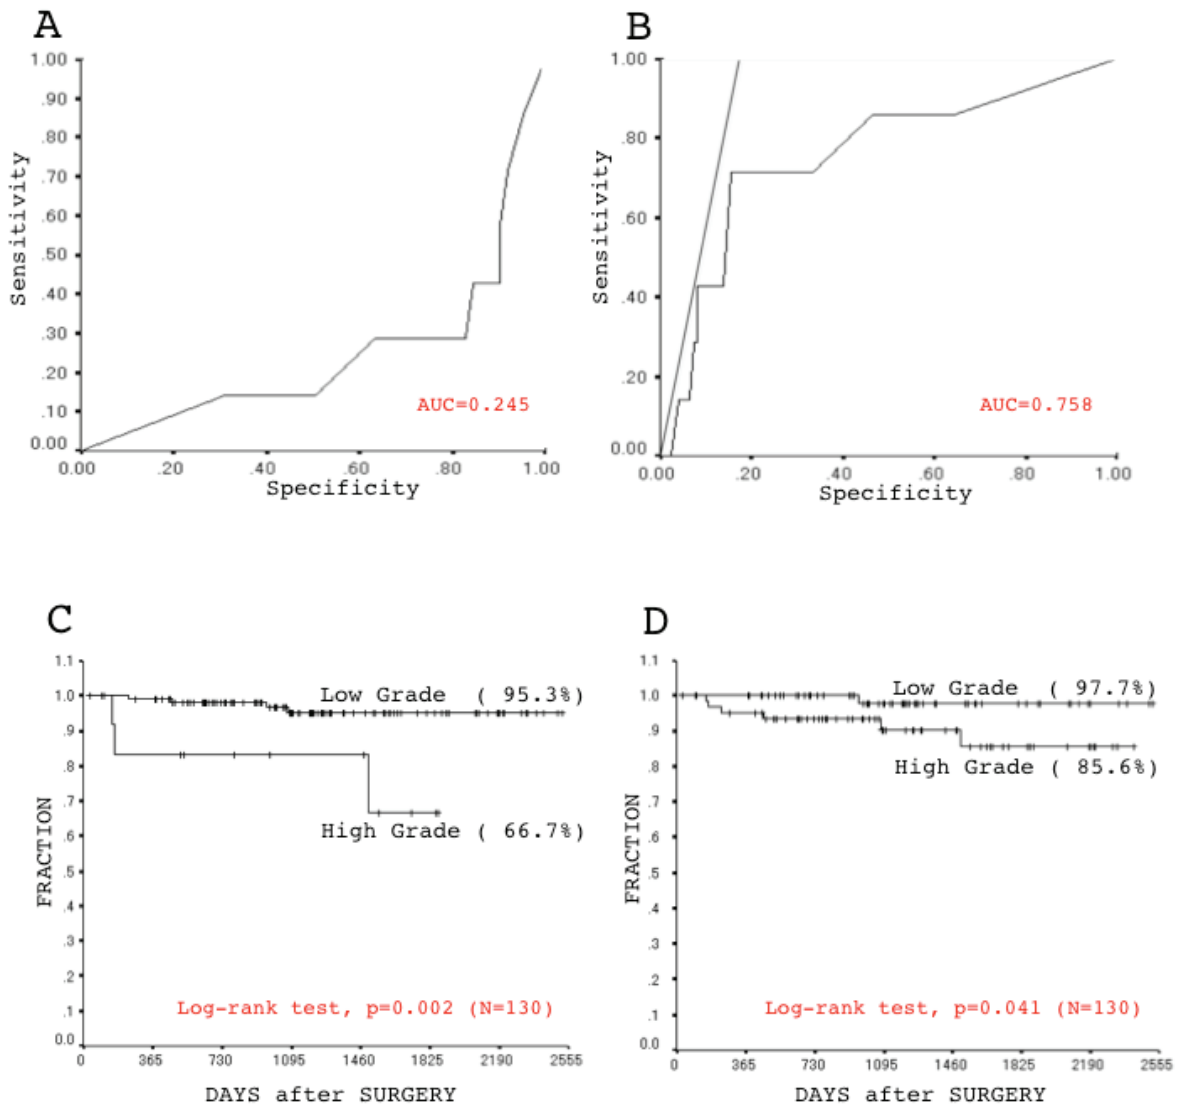 A
1.00
.90
.80
.70
.60
.50
.40
.30
.20
.10
0.00
Sensitivity
AUC=0.245
0.00 .20 .40 .60 .80 1.00
Specificity
B
1.00
.80
.60
.40
.20
0.00
Sensitivity
AUC=0.758
0.00 .20 .40 .60 .80 1.00
Specificity
C
1.1
1.0
.9
.8
.7
.6
.5
.4
.3
.2
.1
0.0
FRACTION
Low Grade ( 95.3%)
High Grade ( 66.7%)
Log-rank test, p=0.002 (N=130)
0 365 730 1095 1460 1825 2190 2555
DAYS after SURGERY
D
1.1
1.0
.9
.8
.7
.6
.5
.4
.3
.2
.1
0.0
FRACTION
Low Grade ( 97.7%)
High Grade ( 85.6%)
Log-rank test, p=0.041 (N=130)
0 365 730 1095 1460 1825 2190 2555
DAYS after SURGERY